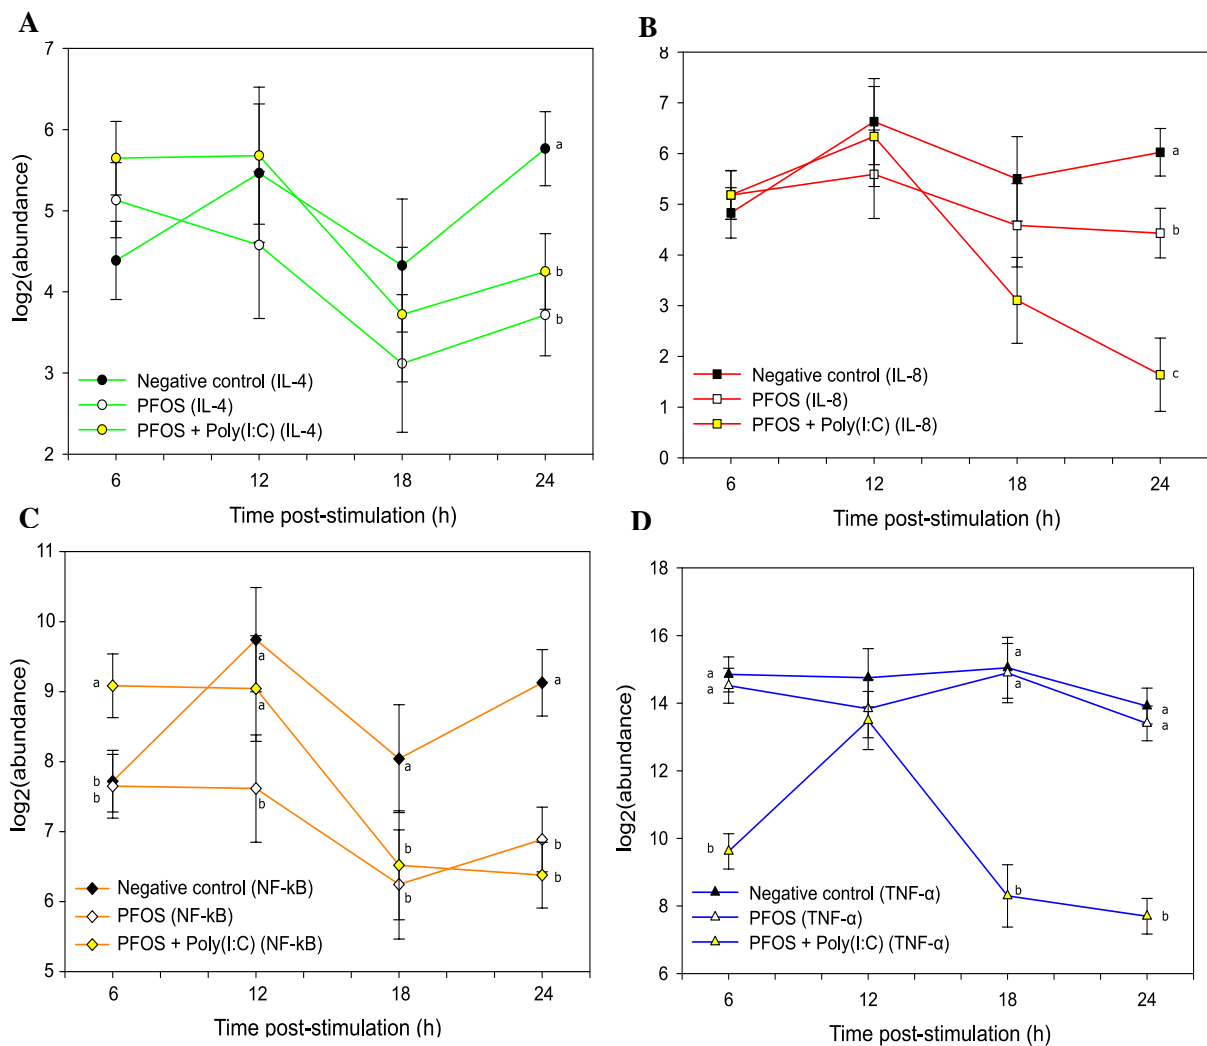 A
7
6
5
4
3
2
log2(abundance)
a
b
b
Negative control (IL-4)
PFOS (IL-4)
PFOS + Poly(I:C) (IL-4)
6 12 18 24
Time post-stimulation (h)
B
8
7
6
5
4
3
2
1
0
log2(abundance)
a
b
c
Negative control (IL-8)
PFOS (IL-8)
PFOS + Poly(I:C) (IL-8)
6 12 18 24
Time post-stimulation (h)
C
11
10
9
8
7
6
5
log2(abundance)
a
b
b
a
a
b
a
b
b
a
b
b
Negative control (NF-kB)
PFOS (NF-kB)
PFOS + Poly(I:C) (NF-kB)
6 12 18 24
Time post-stimulation (h)
D
18
16
14
12
10
8
6
log2(abundance)
a
a
b
a
a
b
a
a
b
Negative control (TNF-α)
PFOS (TNF-α)
PFOS + Poly(I:C) (TNF-α)
6 12 18 24
Time post-stimulation (h)